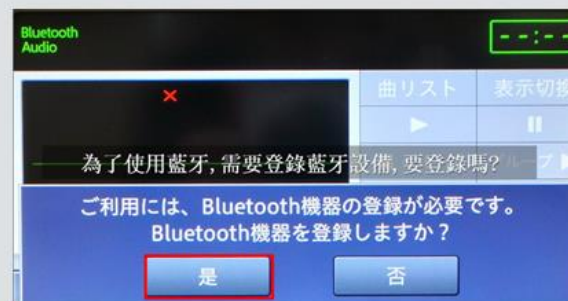 Bluetooth
Audio
--:--
曲リスト
表示切換
為了使用藍牙,需要登錄藍牙設備,要登錄嗎?
ループ
ご利用には、Bluetooth機器の登録が必要です。
Bluetooth機器を登録しますか？
是
否